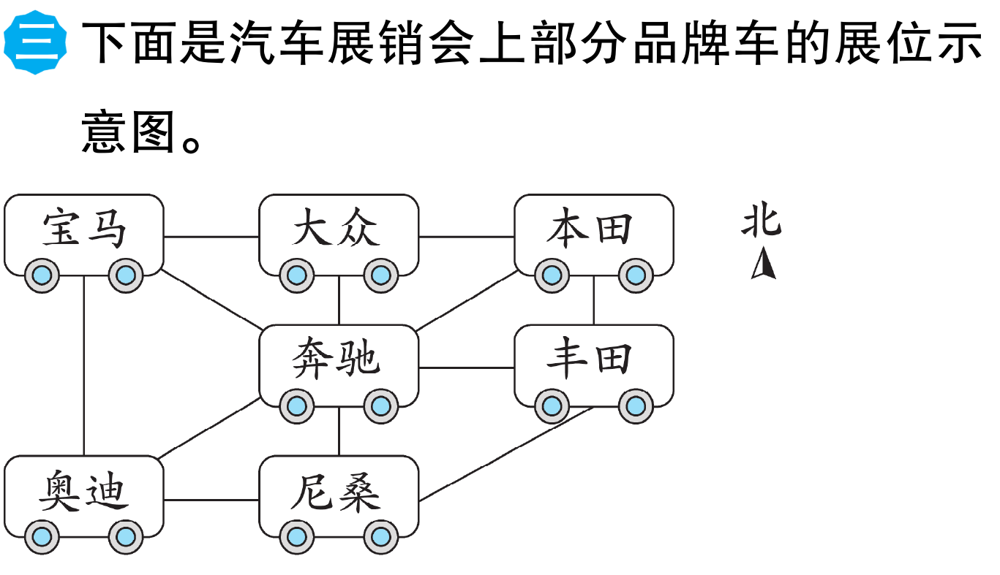 三 下面是汽车展销会上部分品牌车的展位示
意图。
宝马 大众 本田 北
奔驰 丰田
奥迪 尼桑